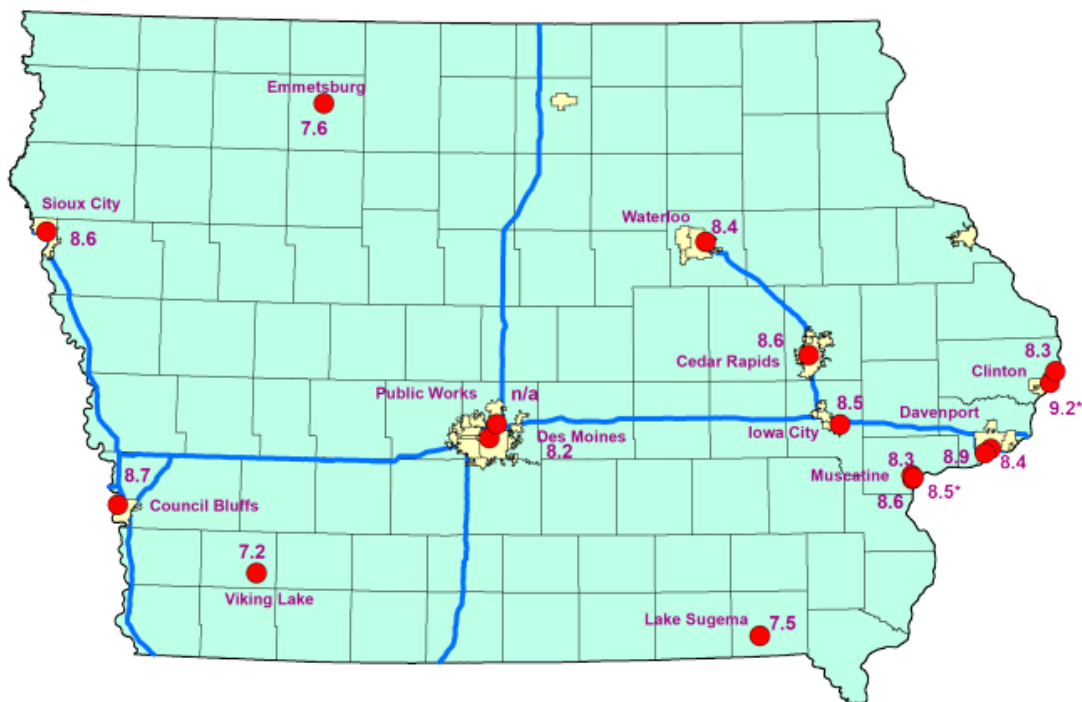 Emmetsburg
7.6
Sioux City
8.6
Waterloo
8.4
8.6
Cedar Rapids
8.3
Clinton
9.2*
Public Works
n/a
Des Moines
8.2
8.5
Iowa City
Davenport
8.9
8.4
Muscatine
8.3
8.5*
8.6
8.7
Council Bluffs
7.2
Viking Lake
Lake Sugema
7.5